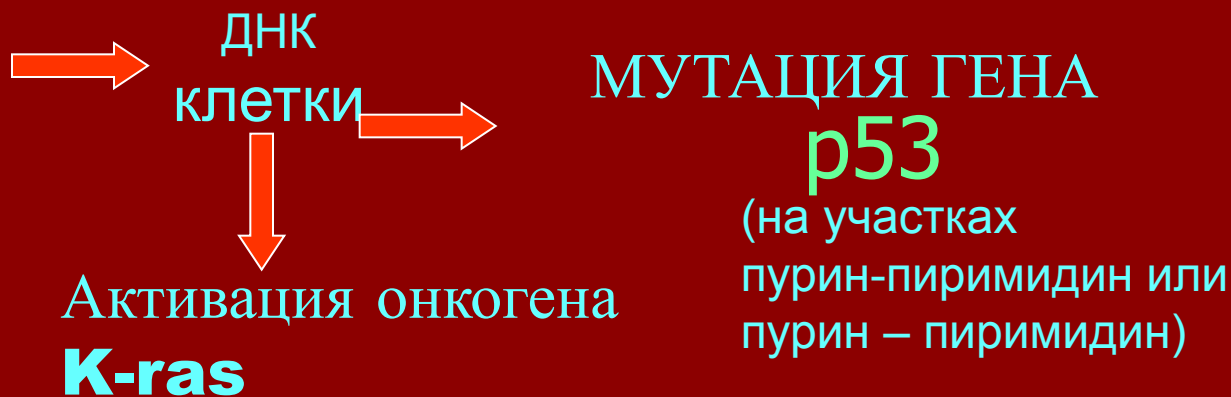 ДНК
клетки
МУТАЦИЯ ГЕНА
р53
(на участках
пурин-пиримидин или
пурин – пиримидин)
Активация онкогена
K-ras